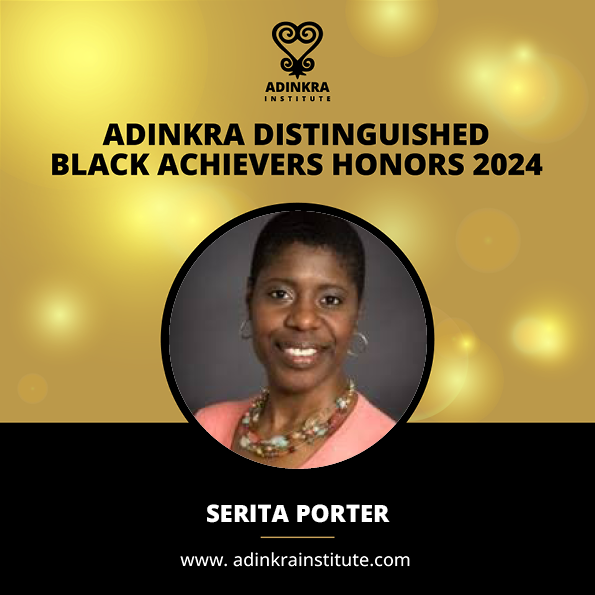 ADINKRA
INSTITUTE
ADINKRA DISTINGUISHED
BLACK ACHIEVERS HONORS 2024
SERITA PORTER
www. adinkrainstitute.com